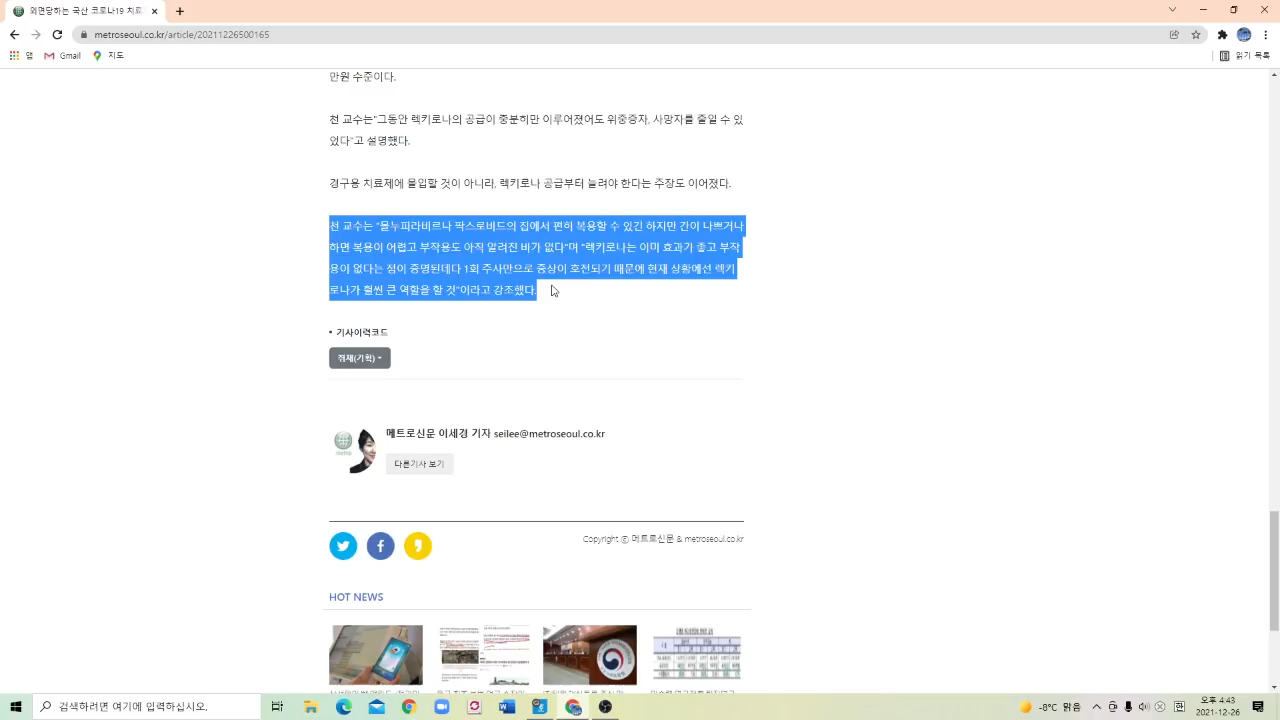 외면당하는 국산 코로나19 치료
metroseoul.co.kr/article/20211226500165
앱 Gmail 지도 읽기 목록
만원 수준이다.
천 교수는"그동안 렉키로나의 공급이 충분히만 이루어졌어도 위중증자, 사망자를 줄일 수 있
었다"고 설명했다.
경구용 치료제에 몰입할 것이 아니라, 렉키로나 공급부터 늘려야 한다는 주장도 이어졌다.
천 교수는 "몰누피라비르나 팍스로비드의 집에서 편히 복용할 수 있긴 하지만 간이 나쁘거나
하면 복용이 어렵고 부작용도 아직 알려진 바가 없다"며 "렉키로나는 이미 효과가 좋고 부작
용이 없다는 점이 증명된데다 1회 주사만으로 증상이 호전되기 때문에 현재 상황에선 렉키
로나가 훨씬 큰 역할을 할 것"이라고 강조했다.
• 기사이력코드
취재(기획)
메트로신문 이세경 기자 seilee@metroseoul.co.kr
다른기사 보기
Copyright ⓒ 메트로신문 & metroseoul.co.kr
HOT NEWS
검색하려면 여기에 입력하십시오.
-8°C 맑음
오후 4:43
2021-12-26